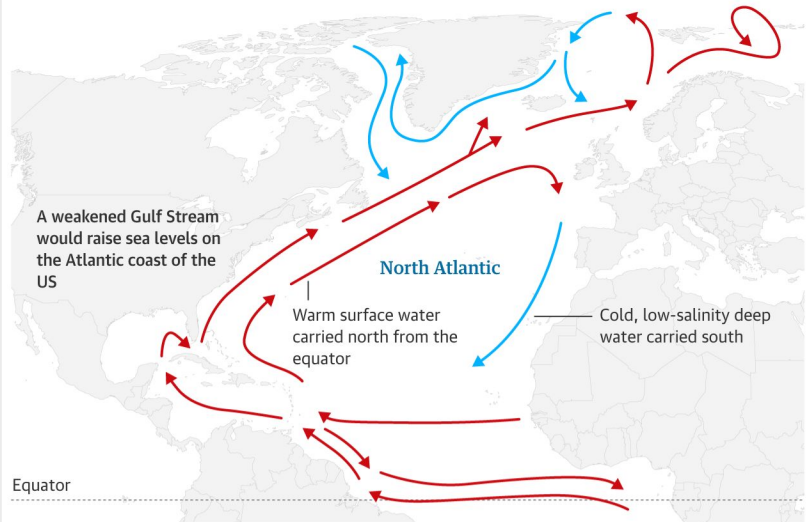 A weakened Gulf Stream
would raise sea levels on
the Atlantic coast of the
US
North Atlantic
Warm surface water
carried north from the
equator
Cold, low-salinity deep
water carried south
Equator